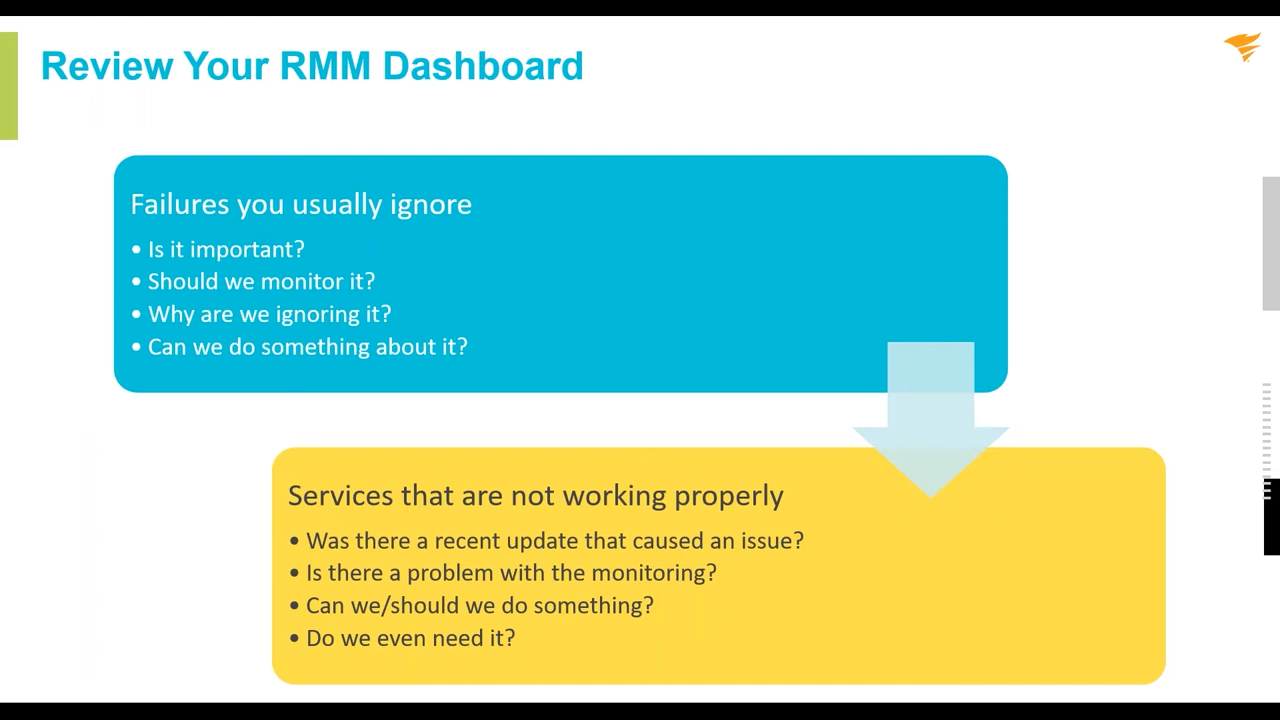 Review Your RMM Dashboard
Failures you usually ignore
• Is it important?
• Should we monitor it?
• Why are we ignoring it?
• Can we do something about it?
Services that are not working properly
• Was there a recent update that caused an issue?
• Is there a problem with the monitoring?
• Can we/should we do something?
• Do we even need it?